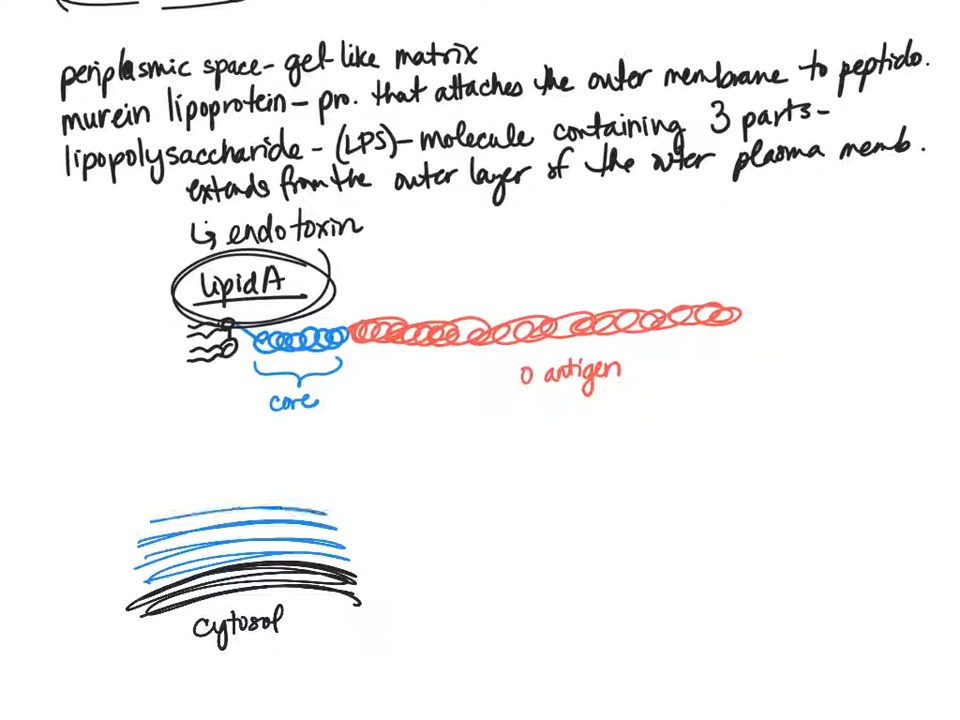 periplasmic space - gel-like matrix
murein lipoprotein - pro. that attaches the outer membrane to peptido.
lipopolysaccharide - (LPS) - molecule containing 3 parts -
extends from the outer layer of the outer plasma memb.
↳ endotoxin
lipid A
O antigen
core
cytosol